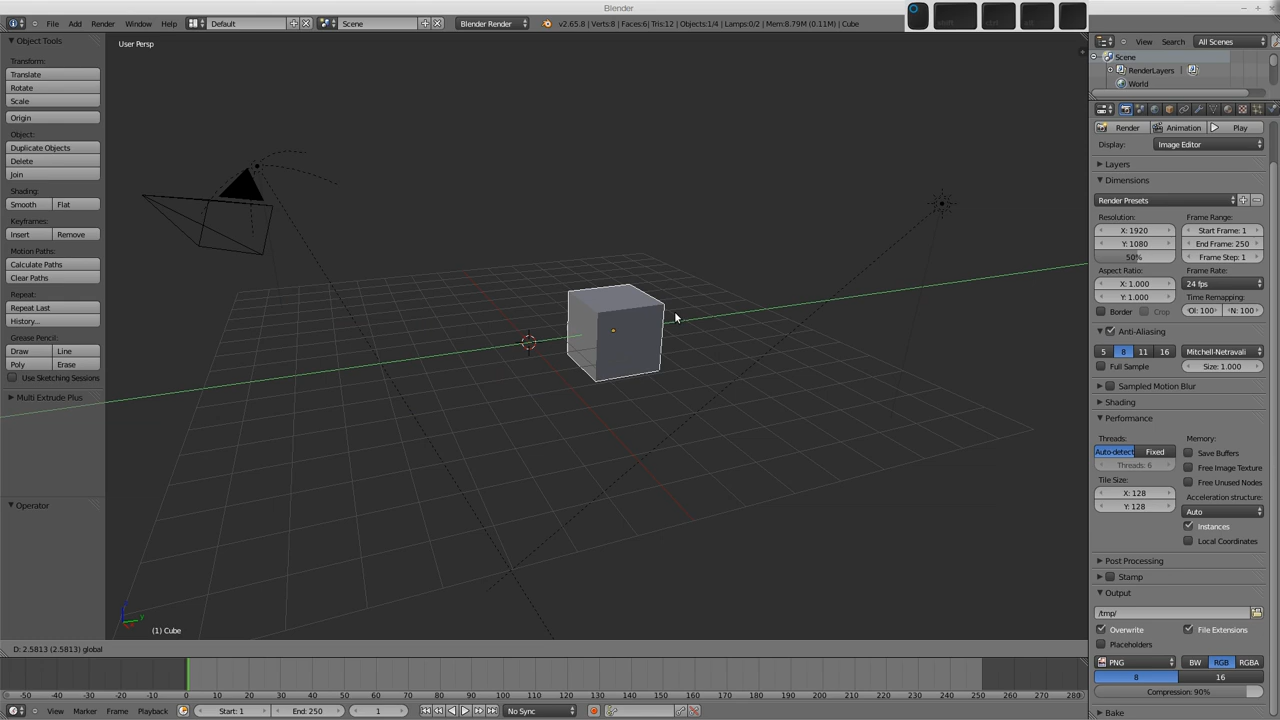 Blender
File Add Render Window Help Default Scene Blender Render v2.65.8 | Verts:8 | Faces:6 | Tris:12 | Objects:1/4 | Lamps:0/2 | Mem:8.79M (0.11M) | Cube
Object Tools
Transform:
Translate
Rotate
Scale
Origin
Object:
Duplicate Objects
Delete
Join
Shading:
Smooth Flat
Keyframes:
Insert Remove
Motion Paths:
Calculate Paths
Clear Paths
Repeat:
Repeat Last
History...
Grease Pencil:
Draw Line
Poly Erase
Use Sketching Sessions
Multi Extrude Plus
Operator
User Persp
(1) Cube
D: 2.5813 (2.5813) global
View Search All Scenes
Scene
RenderLayers |
World
Render Animation Play
Display: Image Editor
Layers
Dimensions
Render Presets
Resolution: Frame Range:
X: 1920 Start Frame: 1
Y: 1080 End Frame: 250
50% Frame Step: 1
Aspect Ratio: Frame Rate:
X: 1.000 24 fps
Y: 1.000 Time Remapping:
Border Crop :100 :100
Anti-Aliasing
5 8 11 16 Mitchell-Netravali
Full Sample Size: 1.000
Sampled Motion Blur
Shading
Performance
Threads: Memory:
Auto-detect Fixed Save Buffers
Threads: 6 Free Image Texture
Free Unused Nodes
Tile Size: Acceleration structure:
X: 128 Auto
Y: 128 Instances
Local Coordinates
Post Processing
Stamp
Output
/tmp/
Overwrite File Extensions
Placeholders
PNG BW RGB RGBA
8 16
Compression: 90%
Bake
-50 -40 -30 -20 -10 0 10 20 30 40 50 60 70 80 90 100 110 120 130 140 150 160 170 180 190 200 210 220 230 240 250 260 270 280
View Marker Frame Playback Start: 1 End: 250 1 No Sync